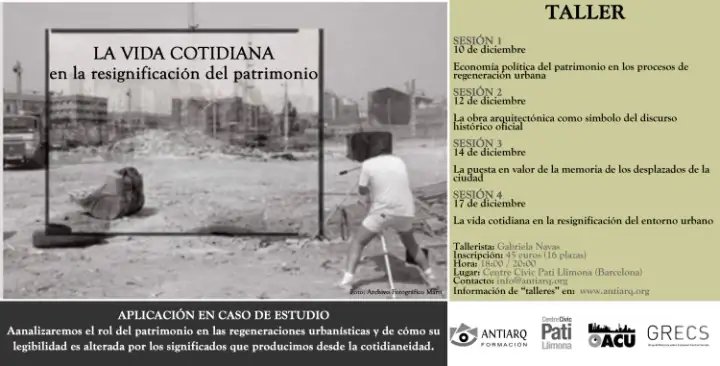 LA VIDA COTIDIANA
en la resignificación del patrimonio
Foto: Archivo Fotográfico Marn
APLICACIÓN EN CASO DE ESTUDIO
Aanalizaremos el rol del patrimonio en las regeneraciones urbanísticas y de cómo su
legibilidad es alterada por los significados que producimos desde la cotidianeidad.
TALLER
SESIÓN 1
10 de diciembre
Economía política del patrimonio en los procesos de
regeneración urbana
SESIÓN 2
12 de diciembre
La obra arquitectónica como símbolo del discurso
histórico oficial
SESIÓN 3
14 de diciembre
La puesta en valor de la memoria de los desplazados de la
ciudad
SESIÓN 4
17 de diciembre
La vida cotidiana en la resignificación del entorno urbano
Tallerista: Gabriela Navas
Inscripción: 45 euros (16 plazas)
Hora: 18:00 / 20:00
Lugar: Centre Cívic Pati Llimona (Barcelona)
Contacto: info@antiarq.org
Información de “talleres” en: www.antiarq.org
ANTIARQ
FORMACIÓN
CentreCívic
Pati
Llimona
OACU
GRECS